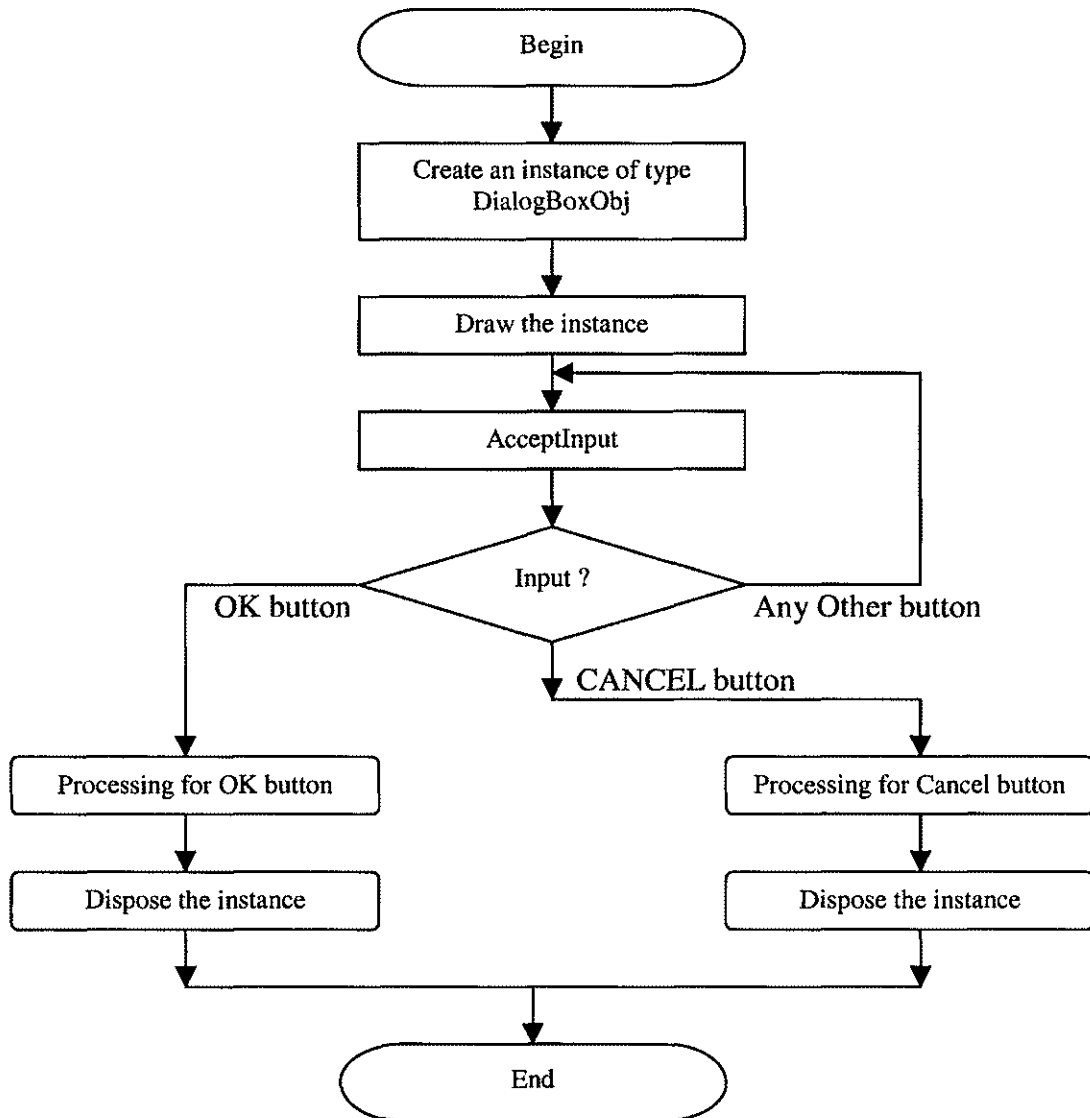 Begin
Create an instance of type
DialogBoxObj
Draw the instance
AcceptInput
Input ?
OK button
Any Other button
CANCEL button
Processing for OK button
Processing for Cancel button
Dispose the instance
Dispose the instance
End